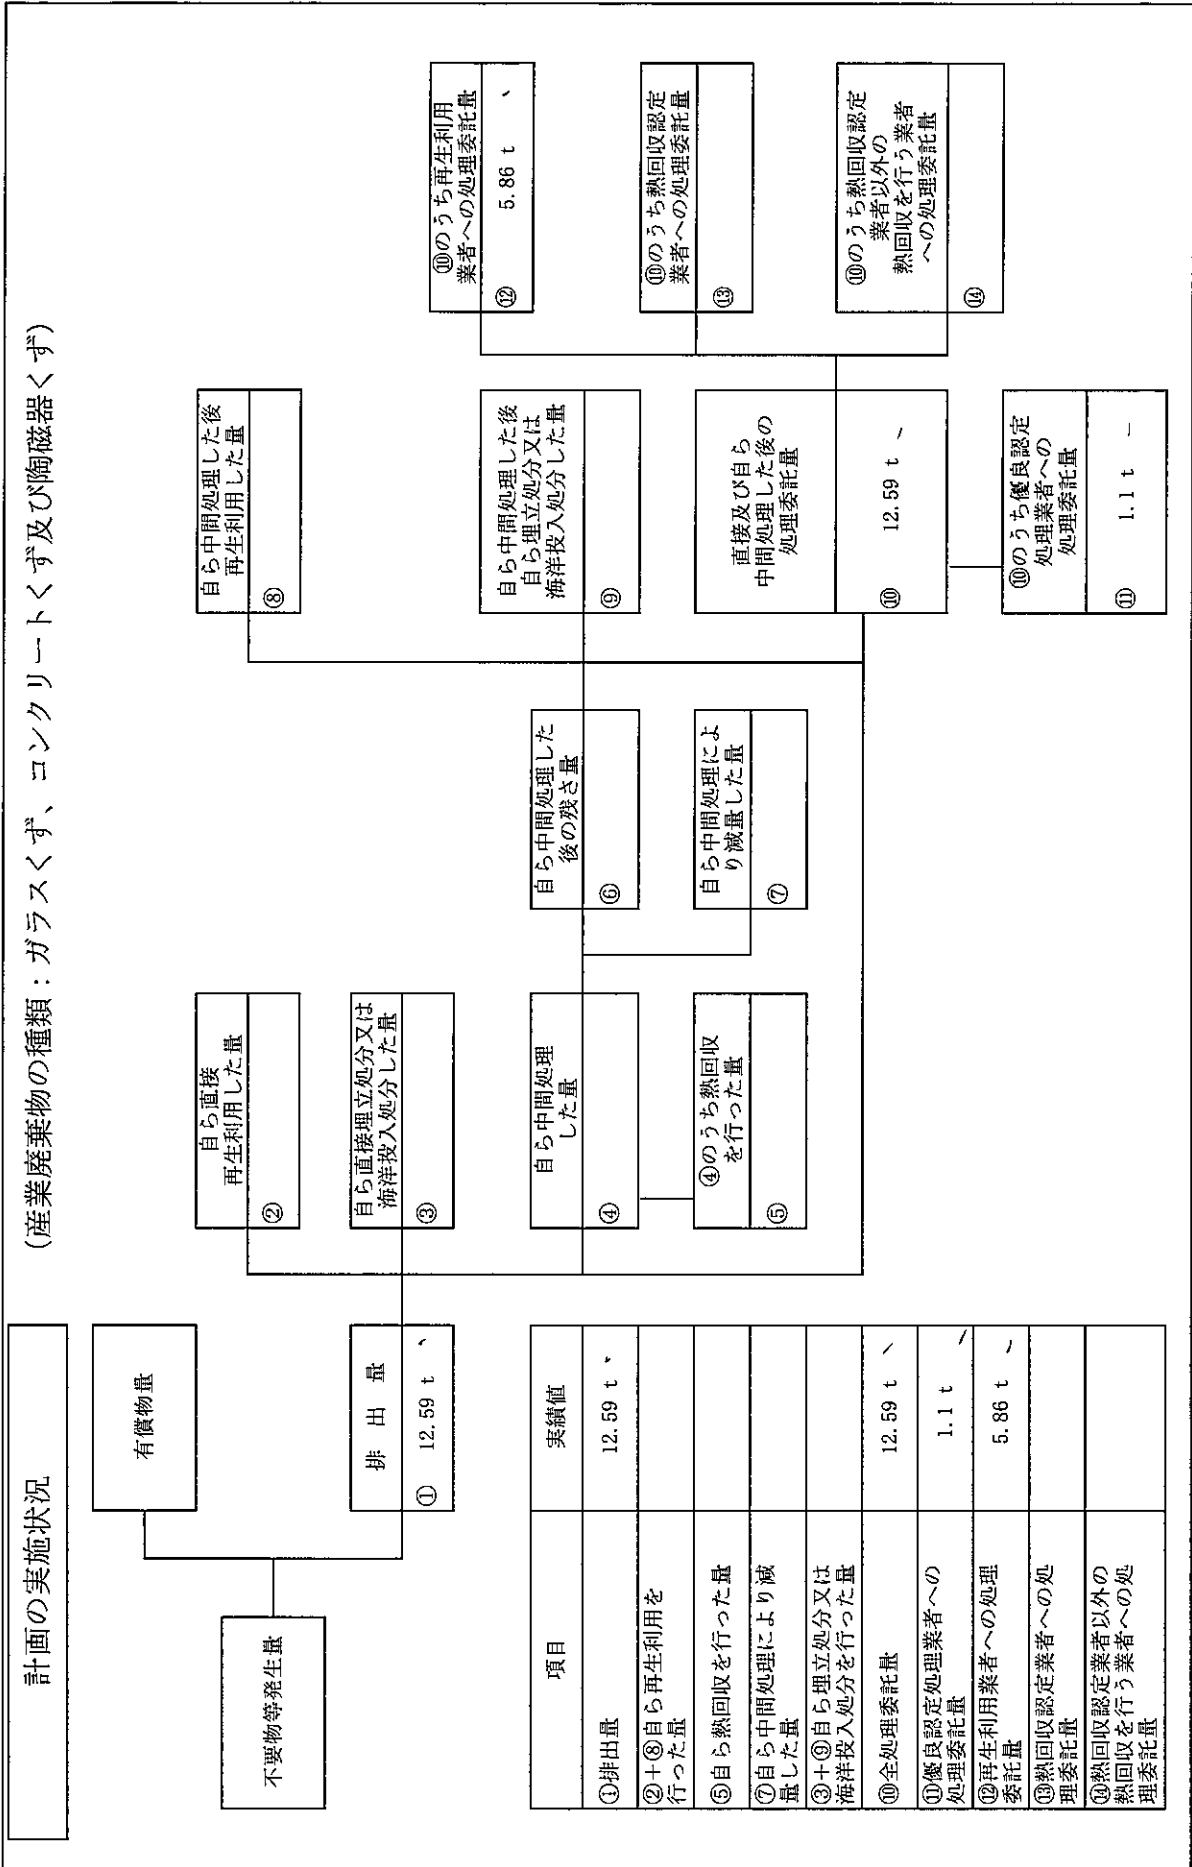 計画の実施状況
(産業廃棄物の種類：ガラスくず、コンクリートくず及び陶磁器くず)
不要物等発生量
有償物量
排 出 量
① 12.59 t
自ら直接
再生利用した量
②
自ら直接埋立処分又は
海洋投入処分した量
③
自ら中間処理
した量
④
④のうち熱回収
を行った量
⑤
自ら中間処理した
後の残さ量
⑥
自ら中間処理によ
り減量した量
⑦
自ら中間処理した後
再生利用した量
⑧
自ら中間処理した後
自ら埋立処分又は
海洋投入処分した量
⑨
直接及び自ら
中間処理した後の
処理委託量
⑩ 12.59 t
⑩のうち優良認定
処理業者への
処理委託量
⑪ 1.1 t
⑩のうち再生利用
業者への処理委託量
⑫ 5.86 t
⑩のうち熱回収認定
業者への処理委託量
⑬
⑩のうち熱回収認定
業者以外の
熱回収を行う業者
への処理委託量
⑭
項目 実績値
①排出量 12.59 t
②+⑧自ら再生利用を
行った量
⑤自ら熱回収を行った量
⑦自ら中間処理により減
量した量
③+⑨自ら埋立処分又は
海洋投入処分を行った量
⑩全処理委託量 12.59 t
⑪優良認定処理業者への
処理委託量 1.1 t
⑫再生利用業者への処理
委託量 5.86 t
⑬熱回収認定業者への処
理委託量
⑭熱回収認定業者以外の
熱回収を行う業者への処
理委託量